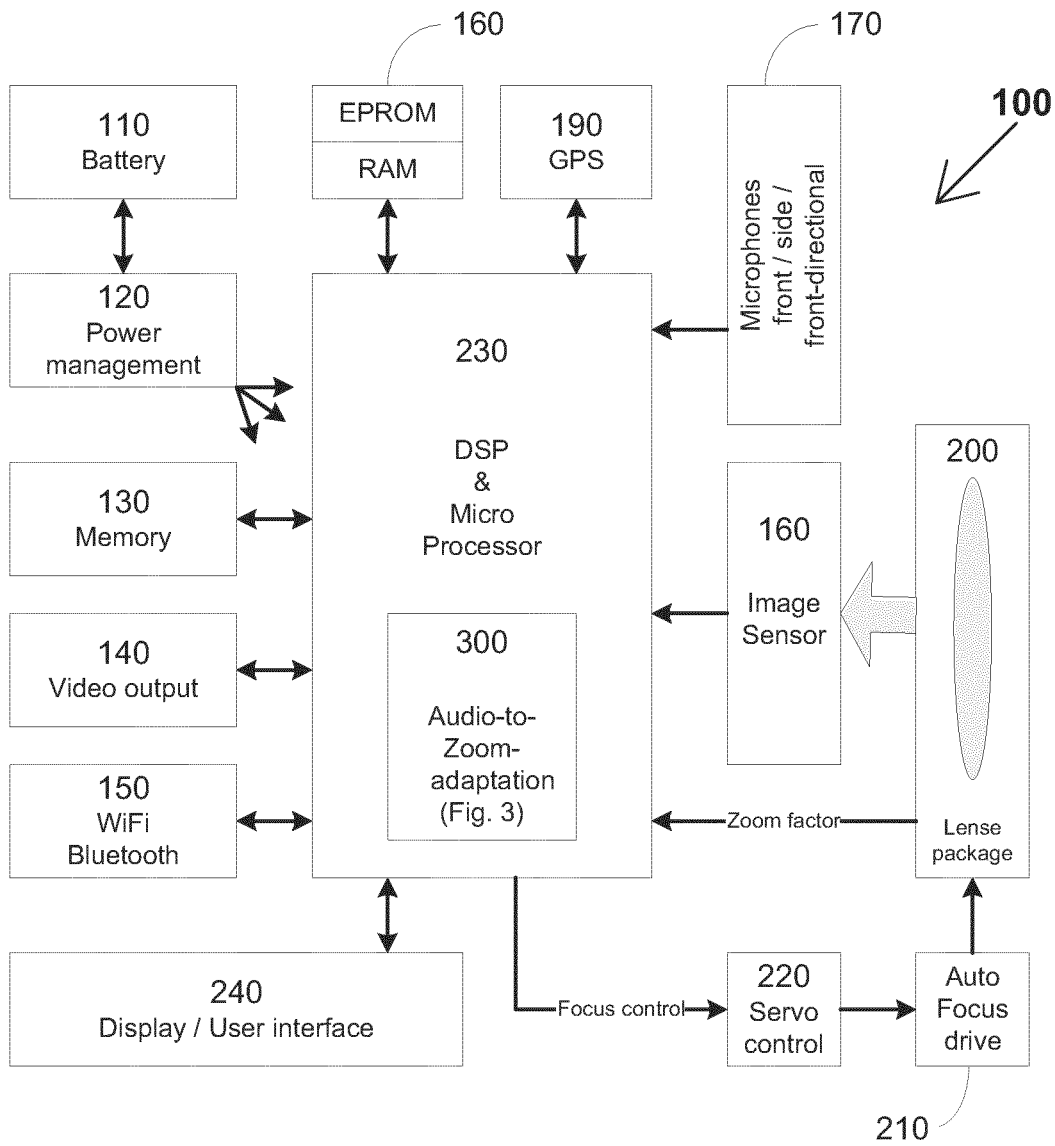 160
170
100
110
Battery
EPROM
RAM
190
GPS
Microphones
front / side /
front-directional
120
Power
management
230
DSP
&
Micro
Processor
130
Memory
160
Image
Sensor
200
Lense
package
140
Video output
300
Audio-to-
Zoom-
adaptation
(Fig. 3)
150
WiFi
Bluetooth
Zoom factor
240
Display / User interface
Focus control
220
Servo
control
Auto
Focus
drive
210